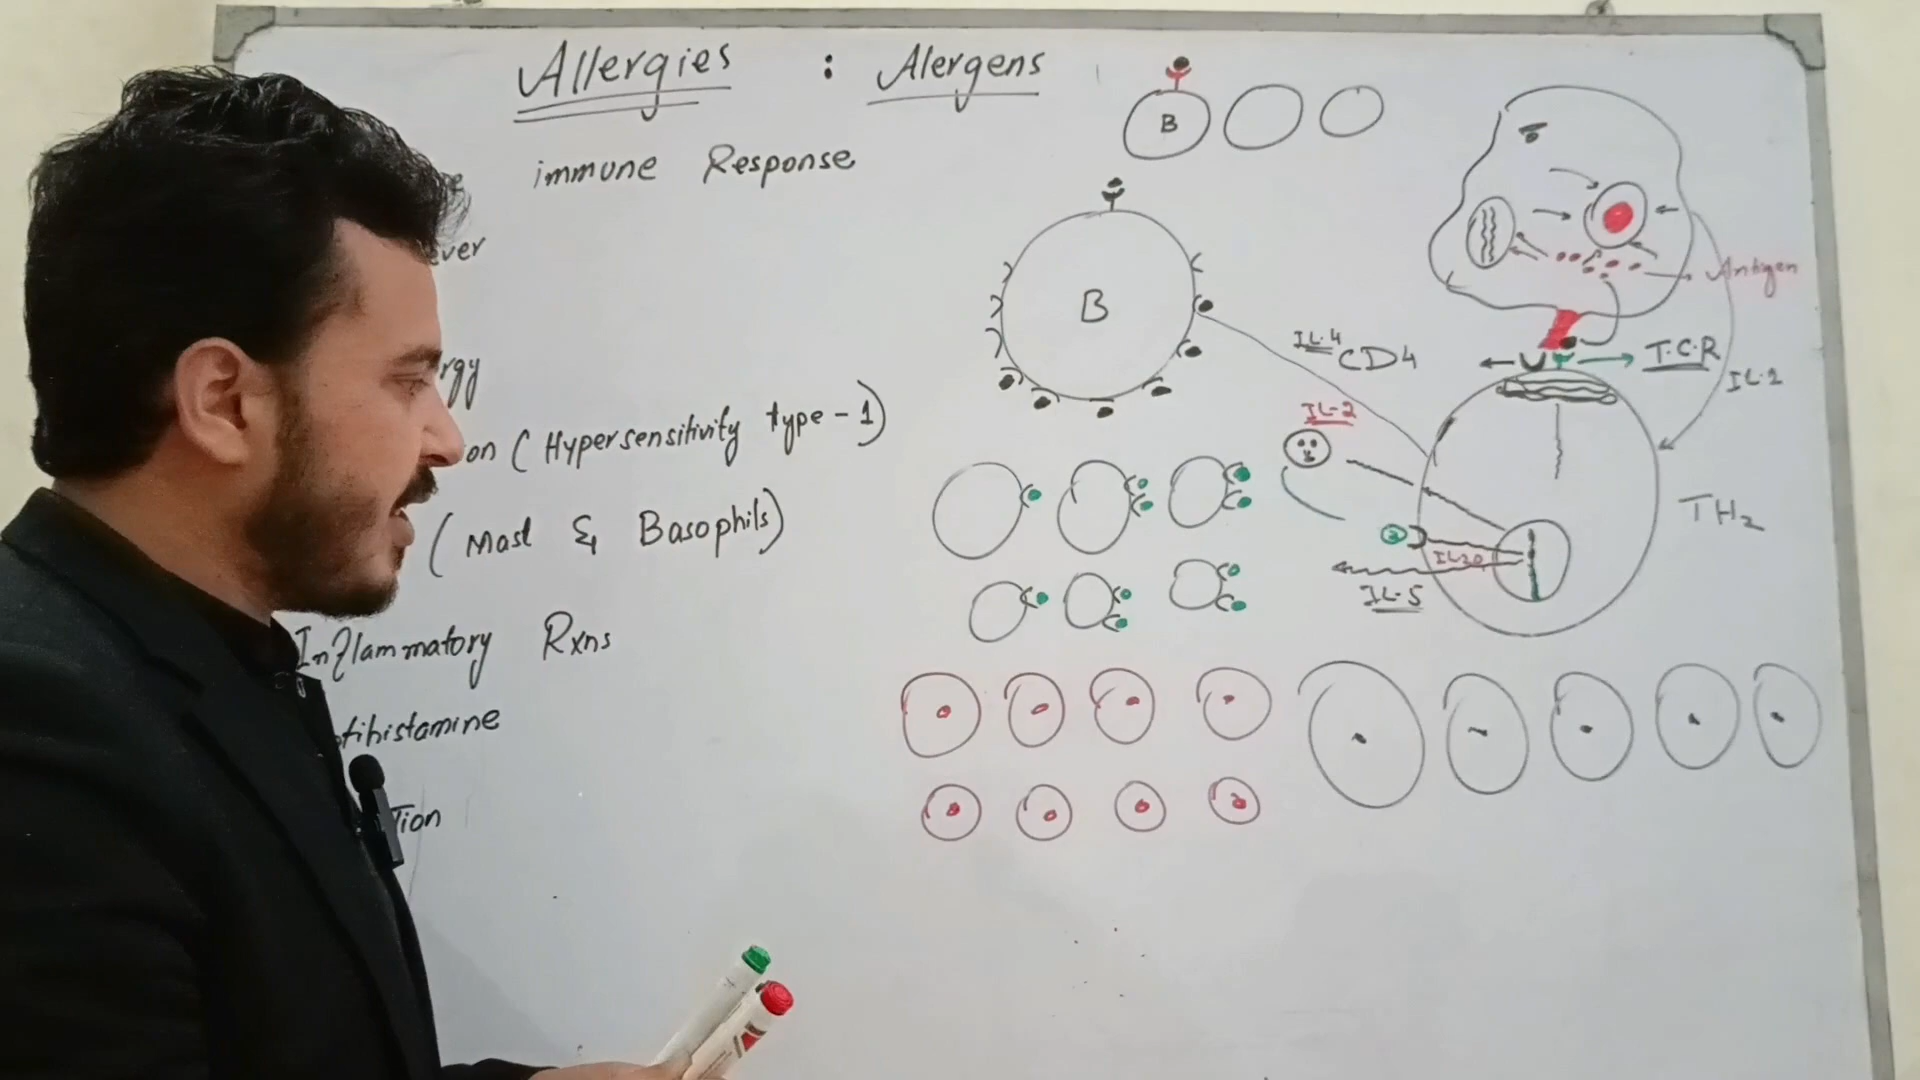 Allergies : Alergens
immune Response
ever
rgy
on (Hypersensitivity type-1)
(Mast & Basophils)
Inflammatory Rxns
tihistamine
Tion
B
B
Antigen
T.C.R
IL-4
CD4
IL-2
TH2
IL-20
IL-5